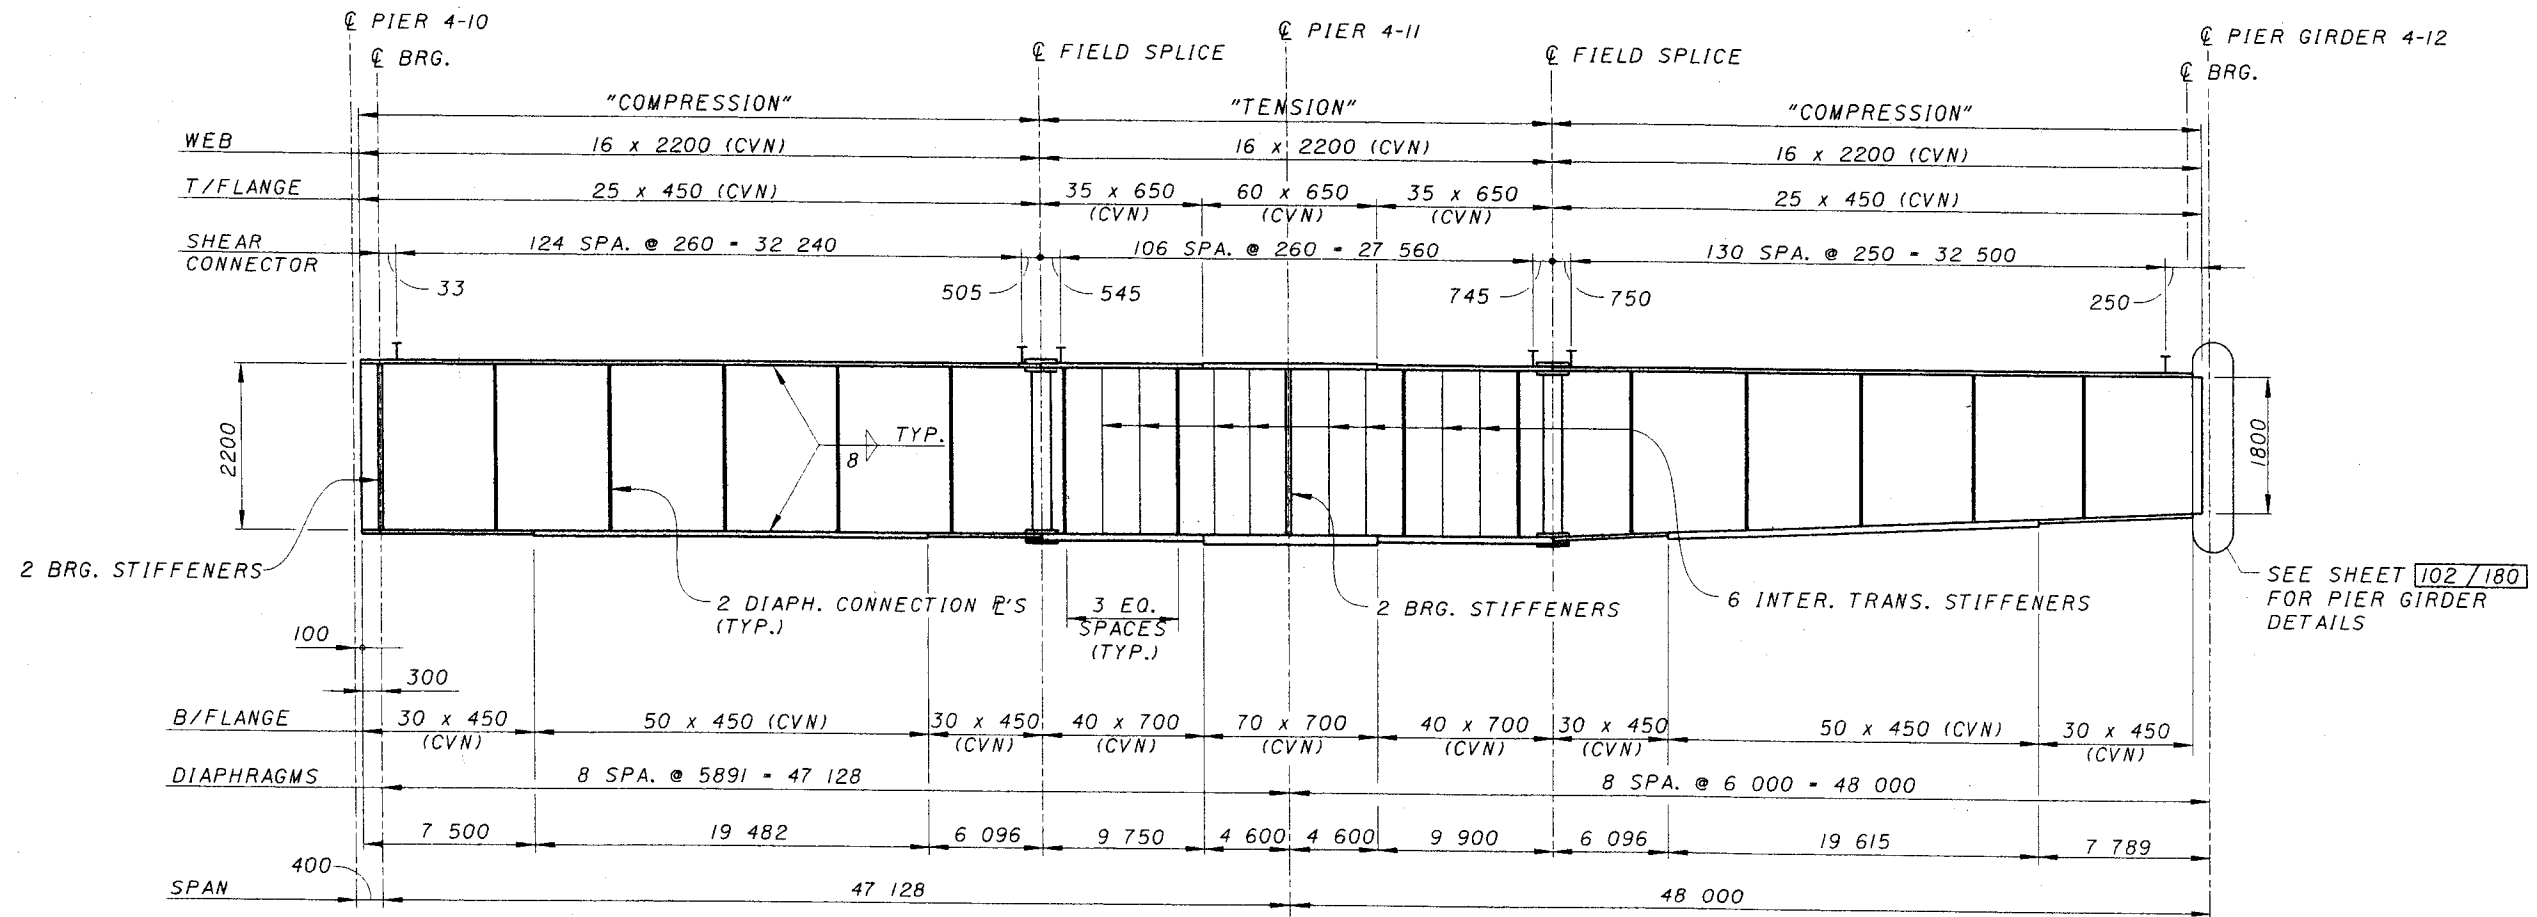 ℄ PIER 4-10
℄ BRG.
℄ FIELD SPLICE
℄ PIER 4-11
℄ FIELD SPLICE
℄ PIER GIRDER 4-12
℄ BRG.
"COMPRESSION"
"TENSION"
"COMPRESSION"
WEB
16 x 2200 (CVN)
16 x 2200 (CVN)
16 x 2200 (CVN)
T/FLANGE
25 x 450 (CVN)
35 x 650
(CVN)
60 x 650
(CVN)
35 x 650
(CVN)
25 x 450 (CVN)
SHEAR
CONNECTOR
124 SPA. @ 260 = 32 240
106 SPA. @ 260 = 27 560
130 SPA. @ 250 = 32 500
33
505
545
745
750
250
2200
8
TYP.
1800
2 BRG. STIFFENERS
2 DIAPH. CONNECTION ⅊'S
(TYP.)
3 EQ.
SPACES
(TYP.)
2 BRG. STIFFENERS
6 INTER. TRANS. STIFFENERS
SEE SHEET 102/180
FOR PIER GIRDER
DETAILS
100
300
B/FLANGE
30 x 450
(CVN)
50 x 450 (CVN)
30 x 450
(CVN)
40 x 700
(CVN)
70 x 700
(CVN)
40 x 700
(CVN)
30 x 450
(CVN)
50 x 450 (CVN)
30 x 450
(CVN)
DIAPHRAGMS
8 SPA. @ 5891 = 47 128
8 SPA. @ 6 000 = 48 000
7 500
19 482
6 096
9 750
4 600
4 600
9 900
6 096
19 615
7 789
400
SPAN
47 128
48 000